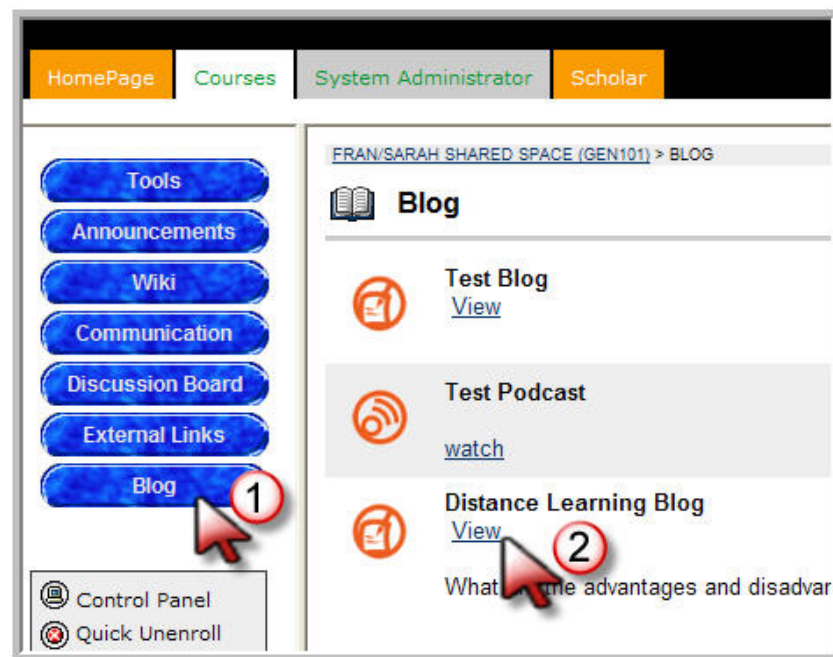 HomePage Courses System Administrator Scholar
Tools
Announcements
Wiki
Communication
Discussion Board
External Links
Blog
1
Control Panel
Quick Unenroll
FRAN/SARAH SHARED SPACE (GEN101) > BLOG
Blog
Test Blog
View
Test Podcast
watch
Distance Learning Blog
View
2
What the advantages and